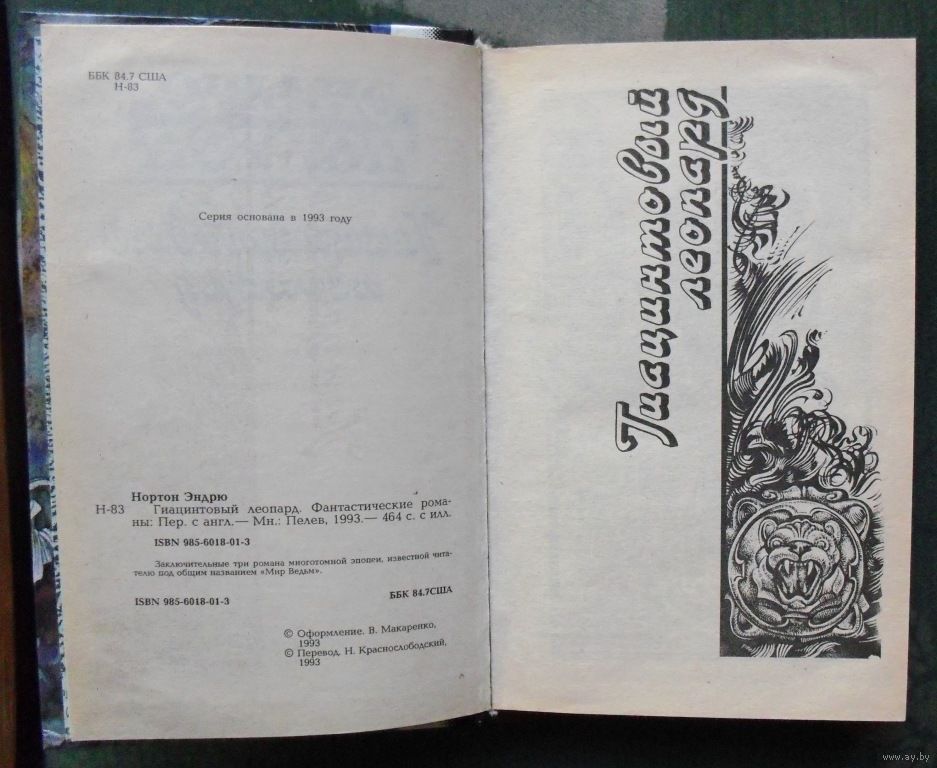 ББК 84.7 США
Н-83
Серия основана в 1993 году
Нортон Эндрю
Н-83 Гиацинтовый леопард. Фантастические рома-
ны: Пер. с англ.— Мн.: Пелев, 1993.— 464 с. с илл.
ISBN 985-6018-01-3
Заключительные три романа многотомной эпопеи, известной чита-
телю под общим названием «Мир Ведьм».
ISBN 985-6018-01-3 ББК 84.7США
© Оформление. В. Макаренко,
1993
© Перевод. Н. Краснослободский,
1993
Гиацинтовый
леопард
www.ay.by